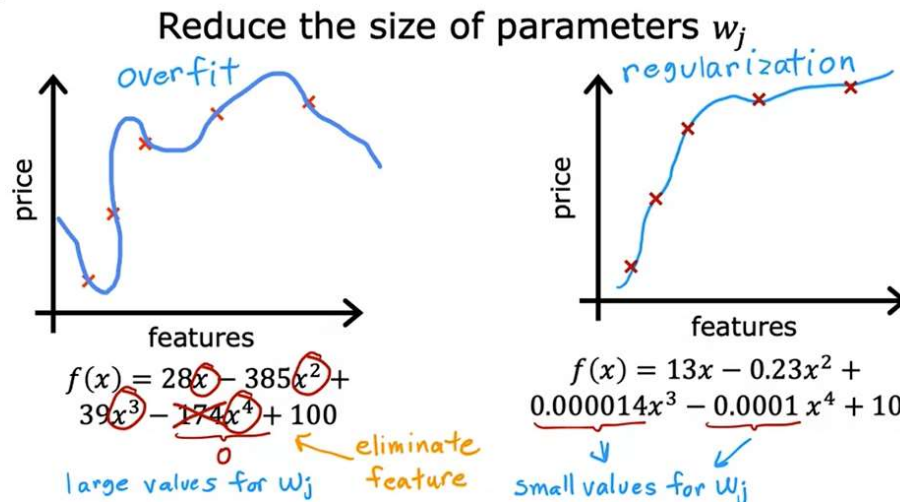 Reduce the size of parameters wⱼ
overfit
price
features
f(x) = 28x − 385x² +
39x³ − 174x⁴ + 100
0
eliminate
feature
large values for wⱼ
regularization
price
features
f(x) = 13x − 0.23x² +
0.000014x³ − 0.0001 x⁴ + 10
small values for wⱼ